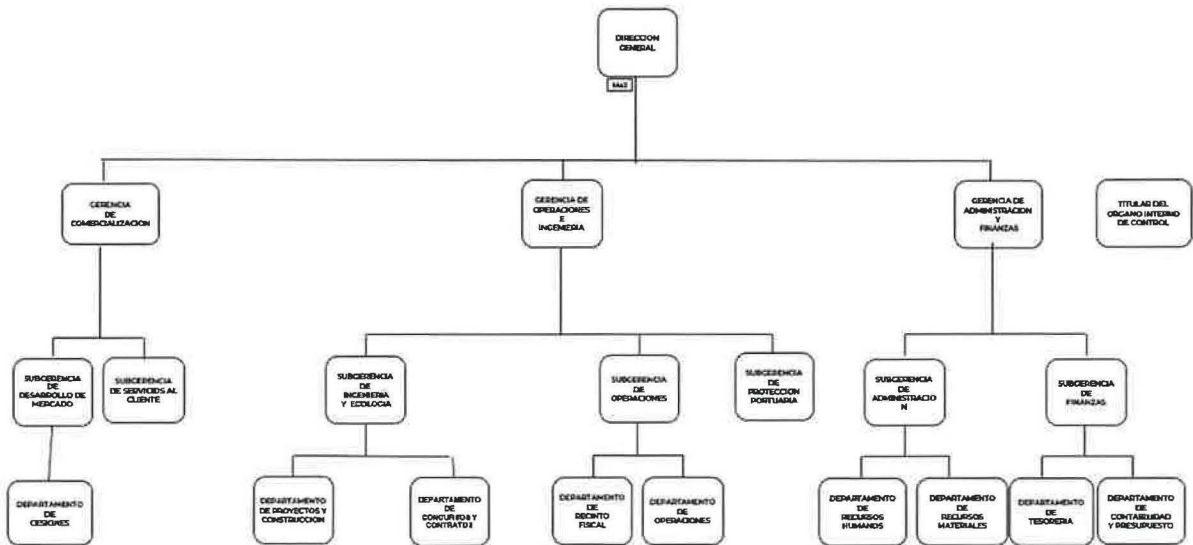 DIRECCION
GENERAL
GERENCIA
DE
COMERCIALIZACION
GERENCIA DE
OPERACIONES
E
INGENIERIA
GERENCIA DE
ADMINISTRACION
Y
FINANZAS
TITULAR DEL
ORGANO INTERNO
DE CONTROL
SUBGERENCIA
DE
DESARROLLO DE
MERCADO
SUBGERENCIA
DE SERVICIOS AL
CLIENTE
SUBGERENCIA
DE
INGENIERIA
Y ECOLOGIA
SUBGERENCIA
DE
OPERACIONES
SUBGERENCIA
DE
PROTECCION
PORTUARIA
SUBGERENCIA
DE
ADMINISTRACIO
N
SUBGERENCIA
DE
FINANZAS
DEPARTAMENTO
DE
CESIONES
DEPARTAMENTO
DE PROYECTOS Y
CONSTRUCCION
DEPARTAMENTO
DE
CONCURSOS Y
CONTRATOS
DEPARTAMENTO
DE
RECINTO
FISCAL
DEPARTAMENTO
DE
OPERACIONES
DEPARTAMENTO
DE
RECURSOS
HUMANOS
DEPARTAMENTO
DE
RECURSOS
MATERIALES
DEPARTAMENTO
DE
TESORERIA
DEPARTAMENTO
DE
CONTABILIDAD
Y PRESUPUESTO